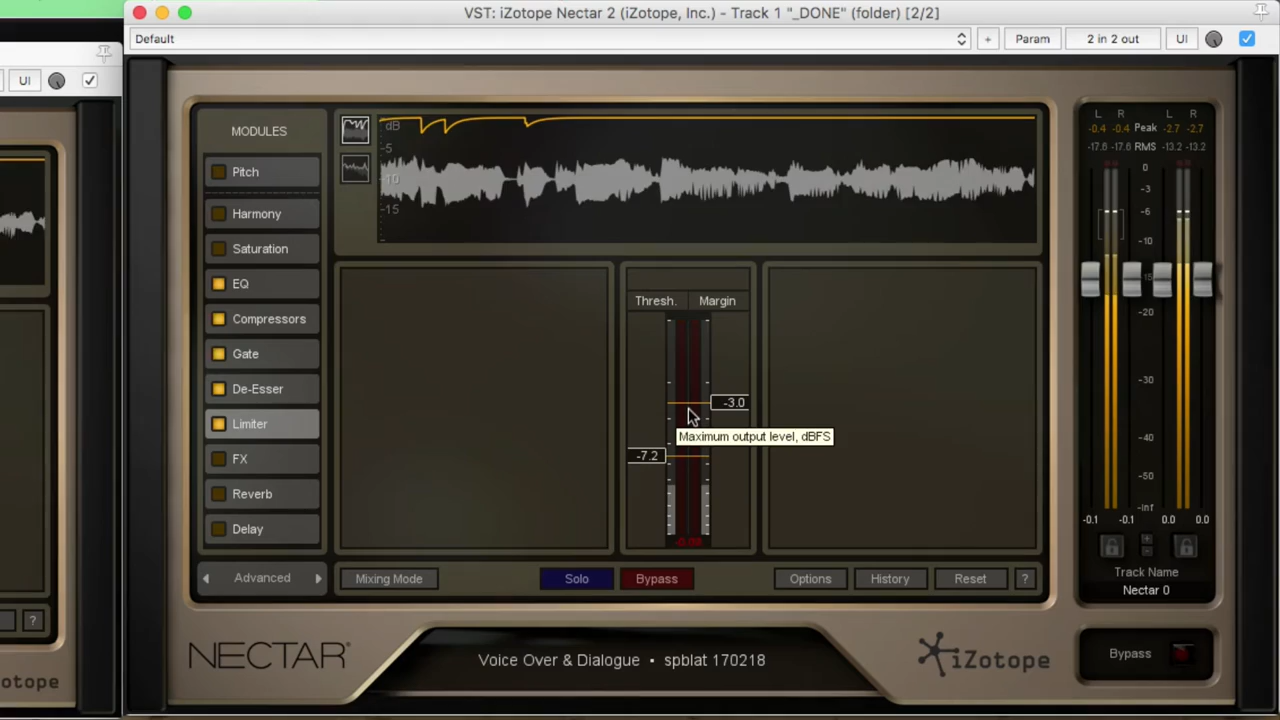 VST: iZotope Nectar 2 (iZotope, Inc.) - Track 1 "_DONE" (folder) [2/2]
Default
+
Param
2 in 2 out
UI
UI
MODULES
Pitch
Harmony
Saturation
EQ
Compressors
Gate
De-Esser
Limiter
FX
Reverb
Delay
Advanced
dB
-5
-10
-15
Thresh.
Margin
-3.0
Maximum output level, dBFS
-7.2
Mixing Mode
Solo
Bypass
Options
History
Reset
?
?
L R L R
-0.4 -0.4 Peak -2.7 -2.7
-17.6 -17.6 RMS -13.2 -13.2
0
-3
-6
-10
15
-20
-30
-40
-50
-Inf
-0.1 -0.1 0.0 0.0
Track Name
Nectar 0
NECTAR®
Voice Over & Dialogue • spblat 170218
iZotope
Bypass
otope